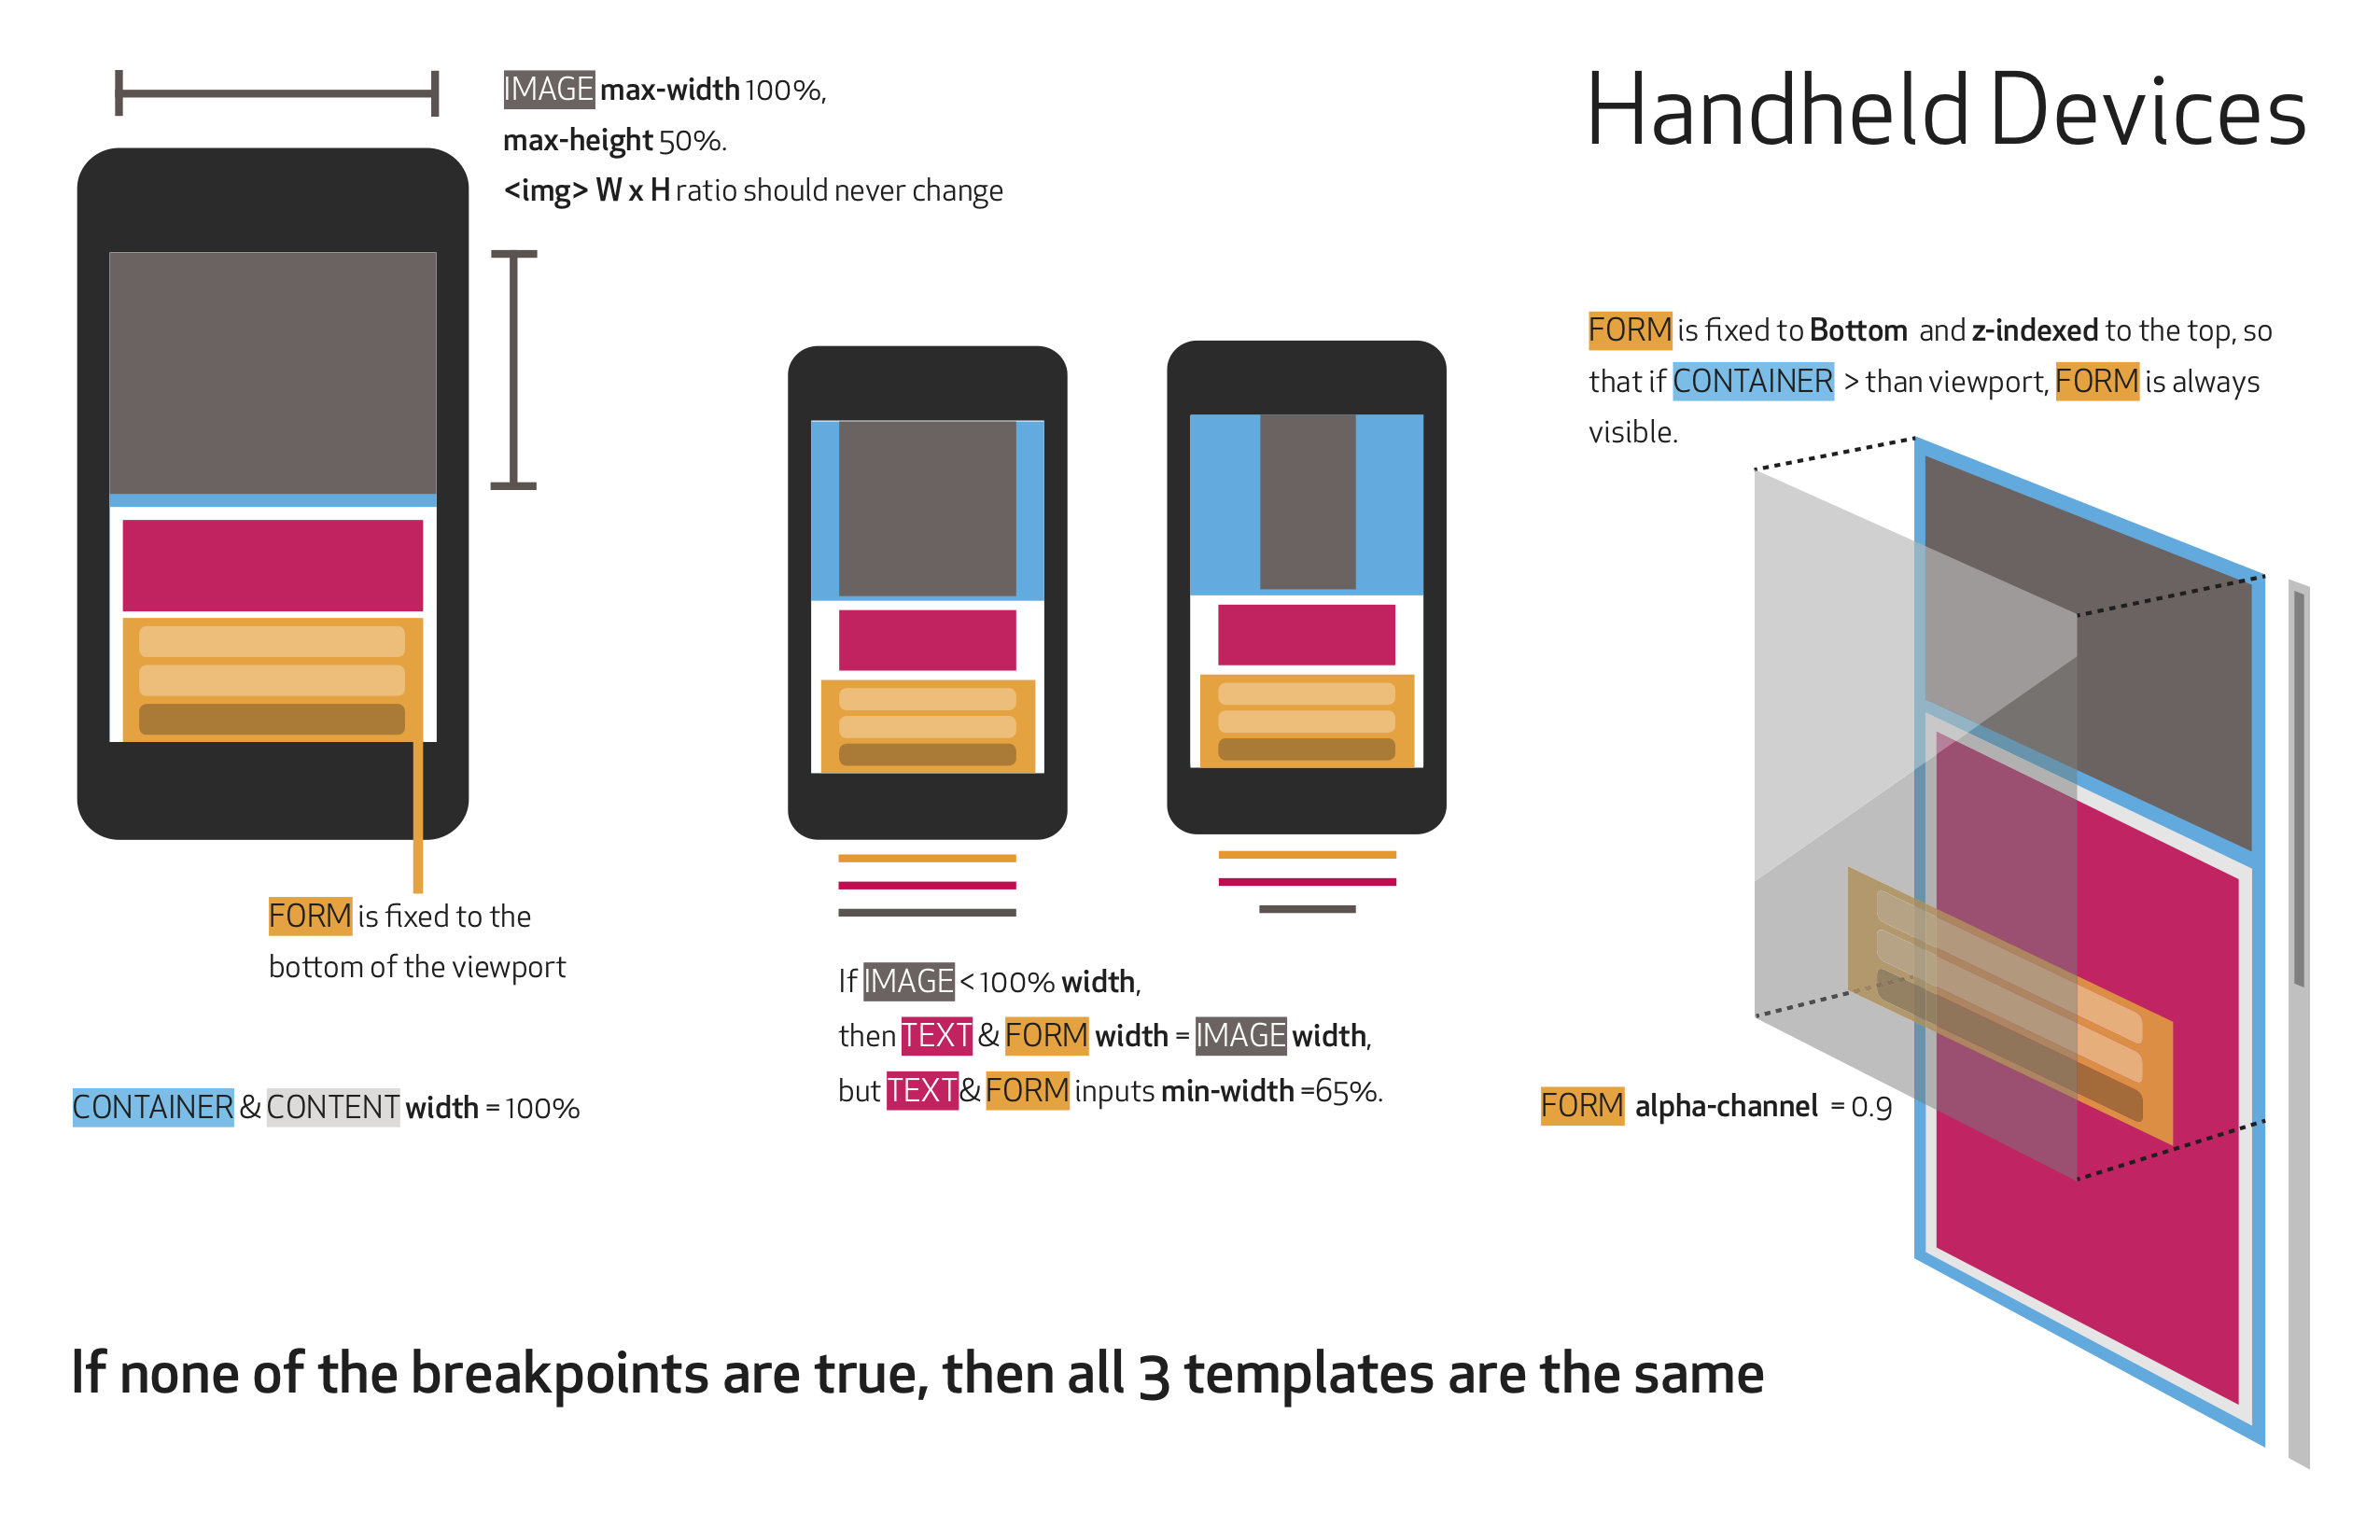 Handheld Devices
IMAGE max-width 100%,
max-height 50%.
<img> W x H ratio should never change
FORM is fixed to Bottom and z-indexed to the top, so
that if CONTAINER > than viewport, FORM is always
visible.
FORM is fixed to the
bottom of the viewport
CONTAINER & CONTENT width = 100%
If IMAGE < 100% width,
then TEXT & FORM width = IMAGE width,
but TEXT & FORM inputs min-width =65%.
FORM alpha-channel = 0.9
If none of the breakpoints are true, then all 3 templates are the same